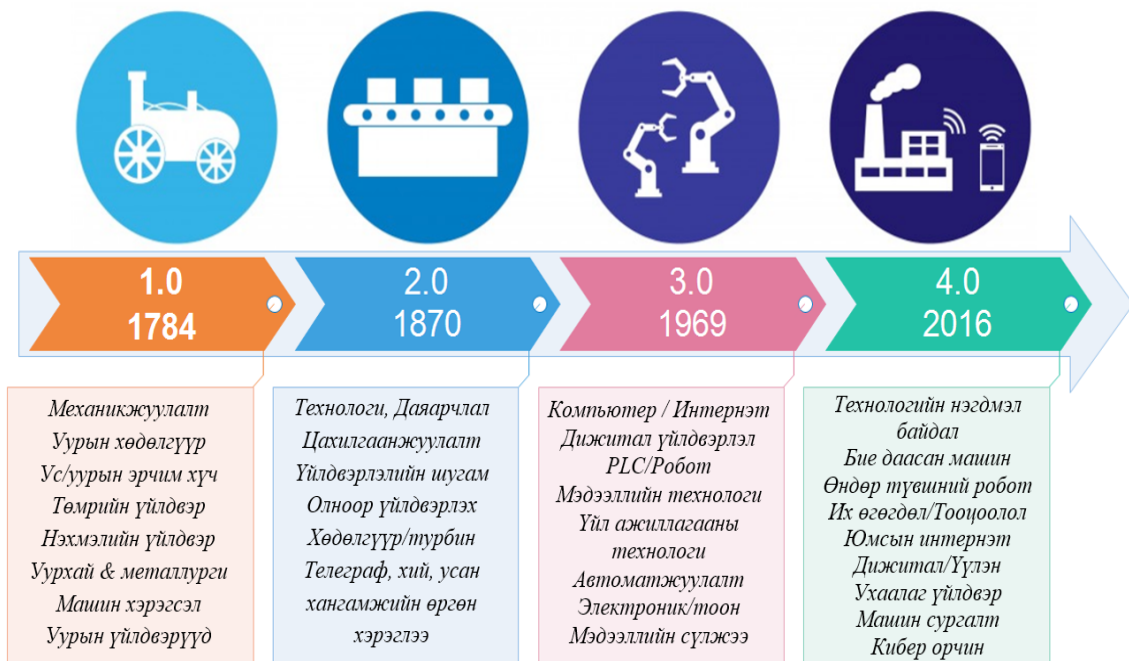 1.0
1784
2.0
1870
3.0
1969
4.0
2016
Механикжуулалт
Уурын хөдөлгүүр
Ус/уурын эрчим хүч
Төмрийн үйлдвэр
Нэхмэлийн үйлдвэр
Уурхай & металлурги
Машин хэрэгсэл
Уурын үйлдвэрүүд
Технологи, Даяарчлал
Цахилгаанжуулалт
Үйлдвэрлэлийн шугам
Олноор үйлдвэрлэх
Хөдөлгүүр/турбин
Телеграф, хий, усан
хангамжийн өргөн
хэрэглээ
Компьютер / Интернэт
Дижитал үйлдвэрлэл
PLC/Робот
Мэдээллийн технологи
Үйл ажиллагааны
технологи
Автоматжуулалт
Электроник/тоон
Мэдээллийн сүлжээ
Технологийн нэгдмэл
байдал
Бие даасан машин
Өндөр түвшний робот
Их өгөгдөл/Тооцоолол
Юмсын интернэт
Дижитал/Үүлэн
Ухаалаг үйлдвэр
Машин сургалт
Кибер орчин